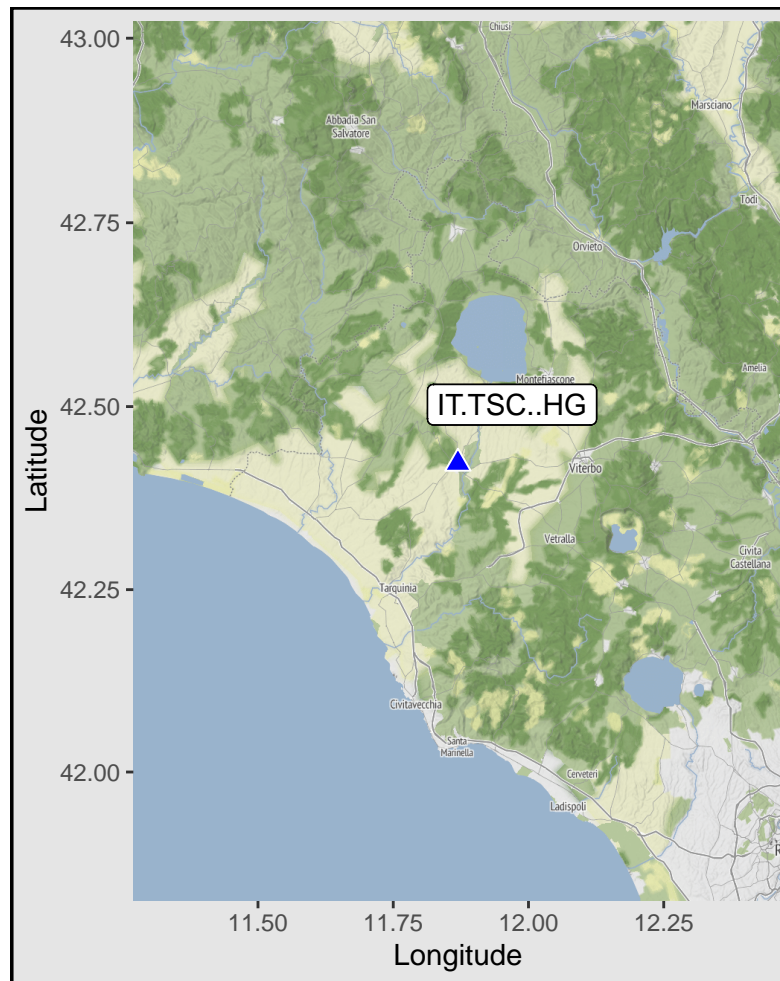 43.00
Chiusi
Marsciano
Abbadia San
Salvatore
42.75
Todi
Orvieto
Amelia
Montefiascone
42.50
IT.TSC..HG
Latitude
Viterbo
Vetralla
Civita
Castellana
42.25
Tarquinia
Civitavecchia
Santa
Marinella
42.00
Cerveteri
Ladispoli
R
11.50
11.75
12.00
12.25
Longitude